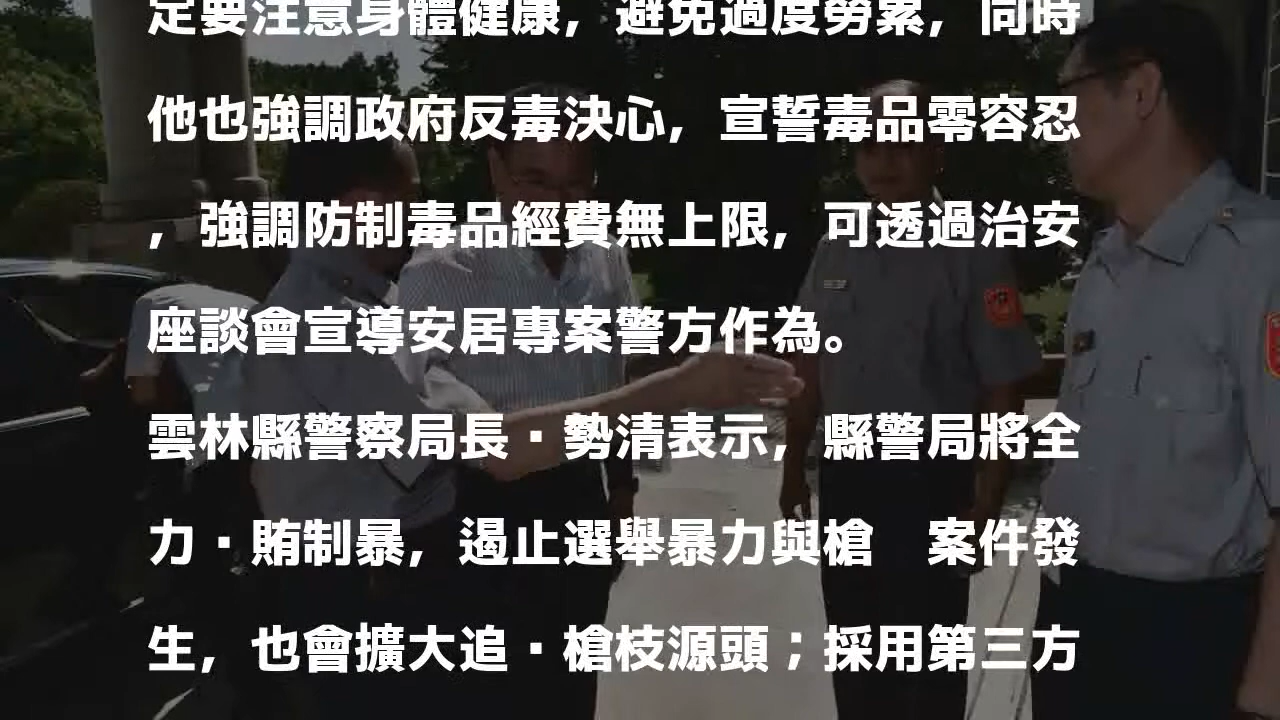 定要注意身體健康，避免過度勞累，同時
他也強調政府反毒決心，宣誓毒品零容忍
，強調防制毒品經費無上限，可透過治安
座談會宣導安居專案警方作為。
雲林縣警察局長▪勢清表示，縣警局將全
力▪賄制暴，遏止選舉暴力與槍　案件發
生，也會擴大追▪槍枝源頭；採用第三方